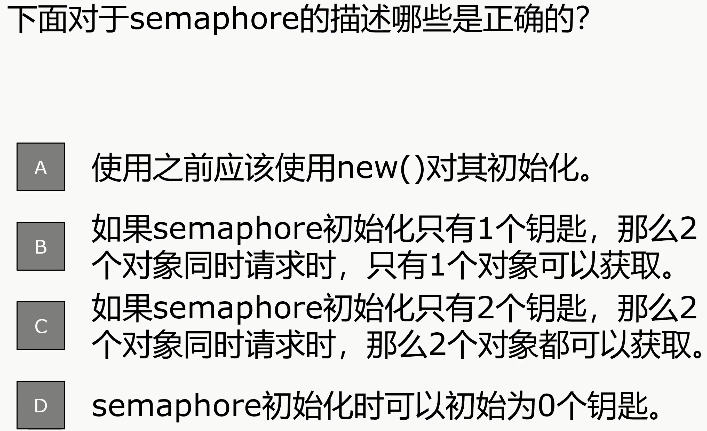 下面对于semaphore的描述哪些是正确的？
A 使用之前应该使用new()对其初始化。
B 如果semaphore初始化只有1个钥匙，那么2
个对象同时请求时，只有1个对象可以获取。
C 如果semaphore初始化只有2个钥匙，那么2
个对象同时请求时，那么2个对象都可以获取。
D semaphore初始化时可以初始为0个钥匙。